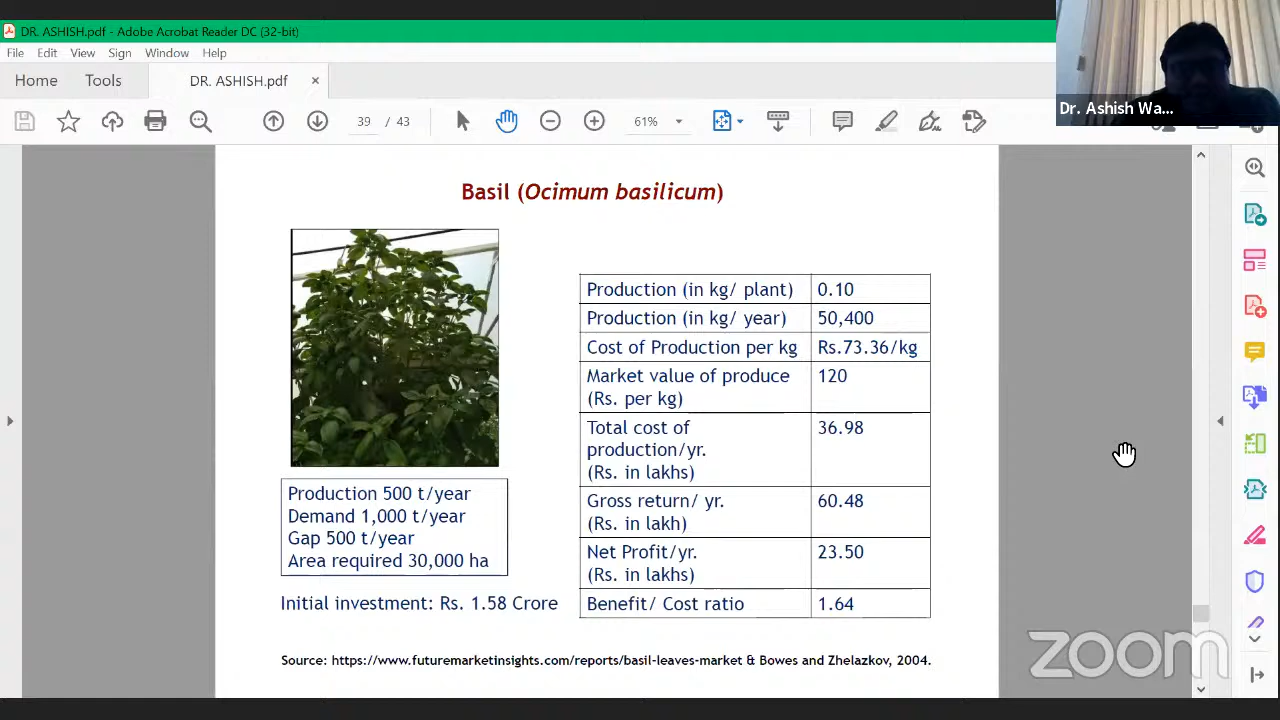 DR. ASHISH.pdf - Adobe Acrobat Reader DC (32-bit)
File Edit View Sign Window Help
Home Tools DR. ASHISH.pdf ×
39 / 43 61%
Dr. Ashish Wa...
Basil (Ocimum basilicum)
Production (in kg/ plant) 0.10
Production (in kg/ year) 50,400
Cost of Production per kg Rs.73.36/kg
Market value of produce 120
(Rs. per kg)
Total cost of 36.98
production/yr.
(Rs. in lakhs)
Gross return/ yr. 60.48
(Rs. in lakh)
Net Profit/yr. 23.50
(Rs. in lakhs)
Benefit/ Cost ratio 1.64
Production 500 t/year
Demand 1,000 t/year
Gap 500 t/year
Area required 30,000 ha
Initial investment: Rs. 1.58 Crore
Source: https://www.futuremarketinsights.com/reports/basil-leaves-market & Bowes and Zhelazkov, 2004.
zoom